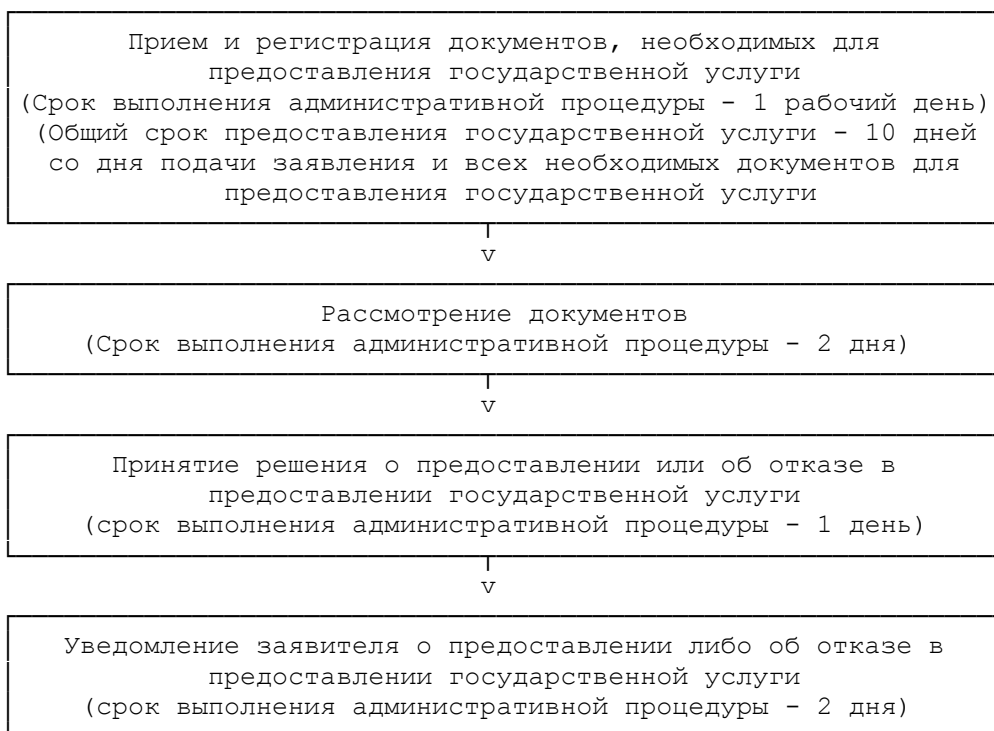 Прием и регистрация документов, необходимых для
предоставления государственной услуги
(Срок выполнения административной процедуры - 1 рабочий день)
(Общий срок предоставления государственной услуги - 10 дней
со дня подачи заявления и всех необходимых документов для
предоставления государственной услуги
v
Рассмотрение документов
(Срок выполнения административной процедуры - 2 дня)
v
Принятие решения о предоставлении или об отказе в
предоставлении государственной услуги
(срок выполнения административной процедуры - 1 день)
v
Уведомление заявителя о предоставлении либо об отказе в
предоставлении государственной услуги
(срок выполнения административной процедуры - 2 дня)